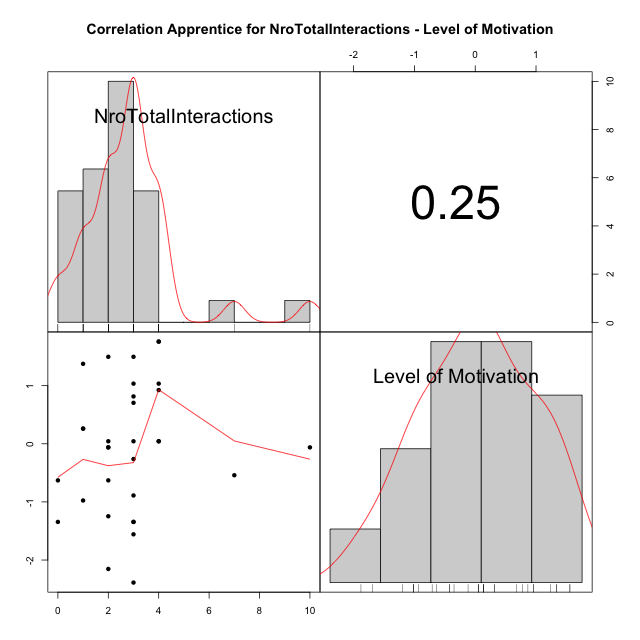 Correlation Apprentice for NroTotalInteractions - Level of Motivation
-2 -1 0 1
NroTotalInteractions
0.25
10
8
6
4
2
0
Level of Motivation
1
0
-1
-2
0 2 4 6 8 10